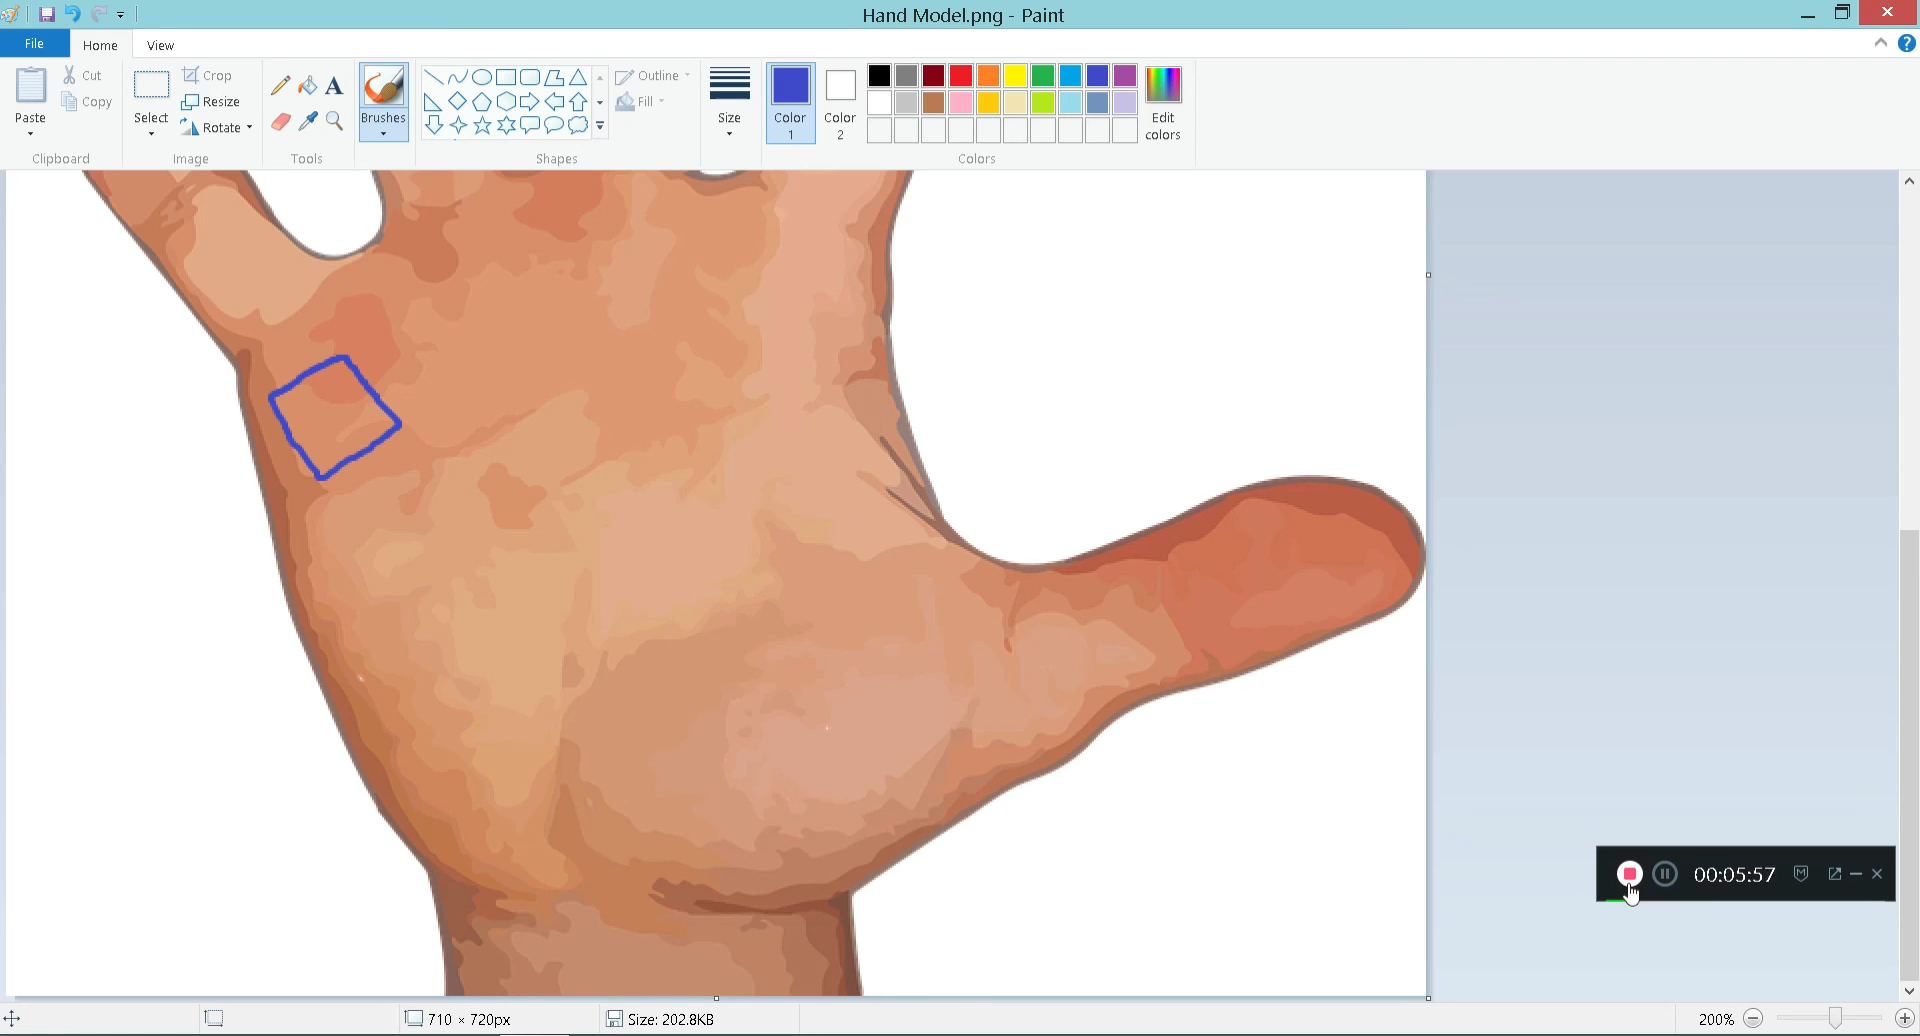 Hand Model.png - Paint
File
Home
View
Paste
Cut
Copy
Clipboard
Select
Crop
Resize
Rotate
Image
A
Tools
Brushes
Outline
Fill
Shapes
Size
Color
1
Color
2
Edit
colors
Colors
00:05:57
710 × 720px
Size: 202.8KB
200%